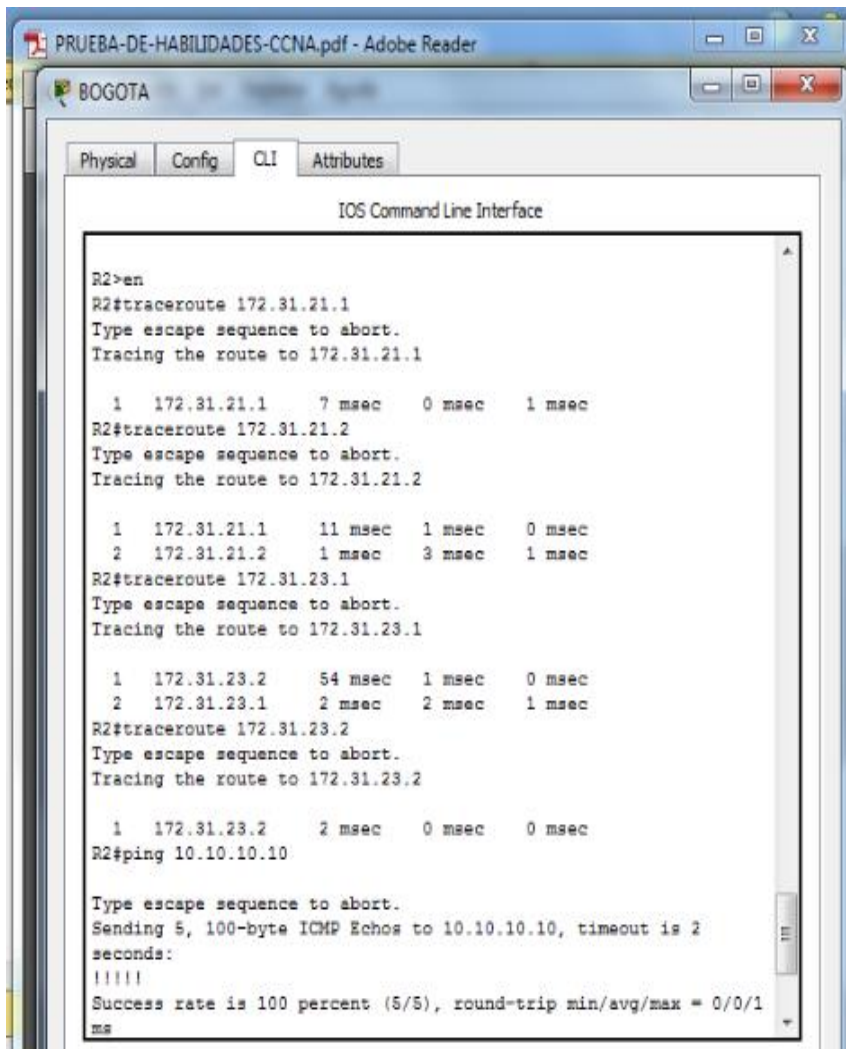 PRUEBA-DE-HABILIDADES-CCNA.pdf - Adobe Reader
BOGOTA
Physical Config CLI Attributes
IOS Command Line Interface
R2>en
R2#traceroute 172.31.21.1
Type escape sequence to abort.
Tracing the route to 172.31.21.1
1 172.31.21.1 7 msec 0 msec 1 msec
R2#traceroute 172.31.21.2
Type escape sequence to abort.
Tracing the route to 172.31.21.2
1 172.31.21.1 11 msec 1 msec 0 msec
2 172.31.21.2 1 msec 3 msec 1 msec
R2#traceroute 172.31.23.1
Type escape sequence to abort.
Tracing the route to 172.31.23.1
1 172.31.23.2 54 msec 1 msec 0 msec
2 172.31.23.1 2 msec 2 msec 1 msec
R2#traceroute 172.31.23.2
Type escape sequence to abort.
Tracing the route to 172.31.23.2
1 172.31.23.2 2 msec 0 msec 0 msec
R2#ping 10.10.10.10
Type escape sequence to abort.
Sending 5, 100-byte ICMP Echos to 10.10.10.10, timeout is 2
seconds:
!!!!!
Success rate is 100 percent (5/5), round-trip min/avg/max = 0/0/1
ms